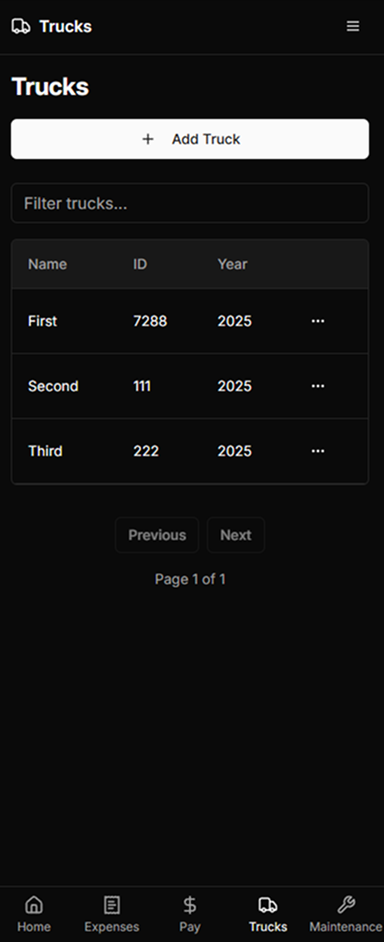 Trucks
Trucks
+ Add Truck
Filter trucks...
Name ID Year
First 7288 2025 ...
Second 111 2025 ...
Third 222 2025 ...
Previous Next
Page 1 of 1
Home Expenses Pay Trucks Maintenance